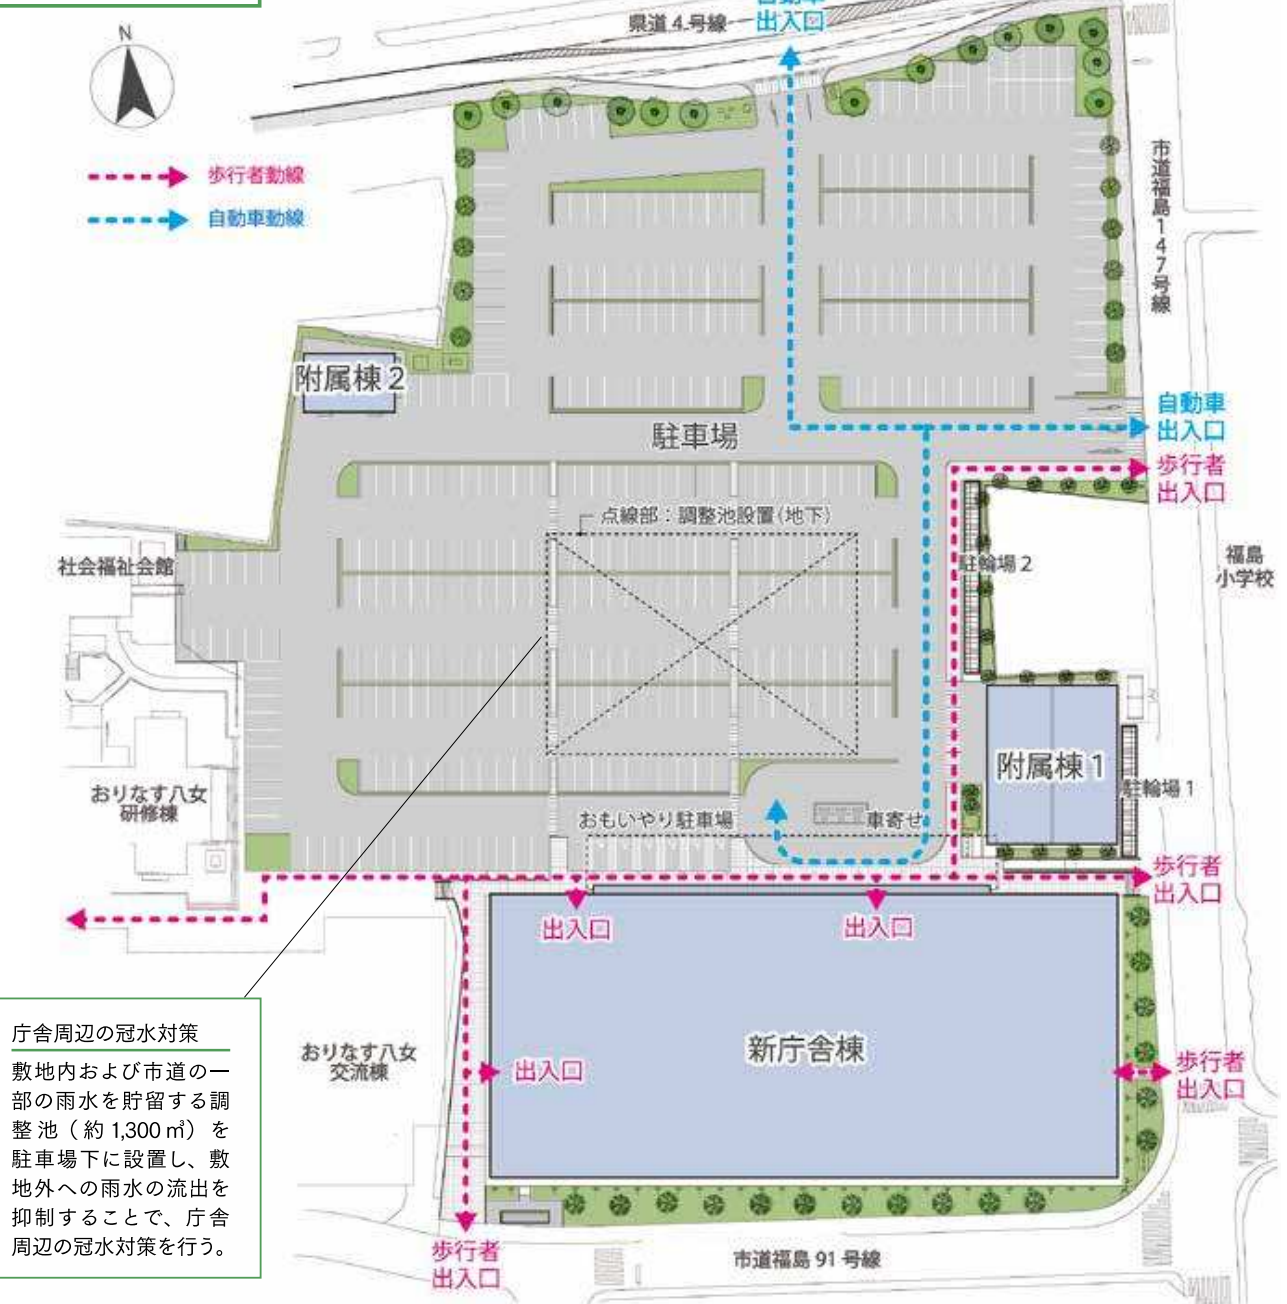 県道4号線
自動車
出入口
N
歩行者動線
自動車動線
市道福島147号線
附属棟2
駐車場
自動車
出入口
歩行者
出入口
点線部：調整池設置(地下)
社会福祉会館
駐輪場2
福島
小学校
附属棟1
駐輪場1
おりなす八女
研修棟
おもいやり駐車場
車寄せ
歩行者
出入口
出入口
出入口
新庁舎棟
おりなす八女
交流棟
出入口
歩行者
出入口
庁舎周辺の冠水対策
敷地内および市道の一
部の雨水を貯留する調
整池（約1,300㎥）を
駐車場下に設置し、敷
地外への雨水の流出を
抑制することで、庁舎
周辺の冠水対策を行う。
歩行者
出入口
市道福島91号線